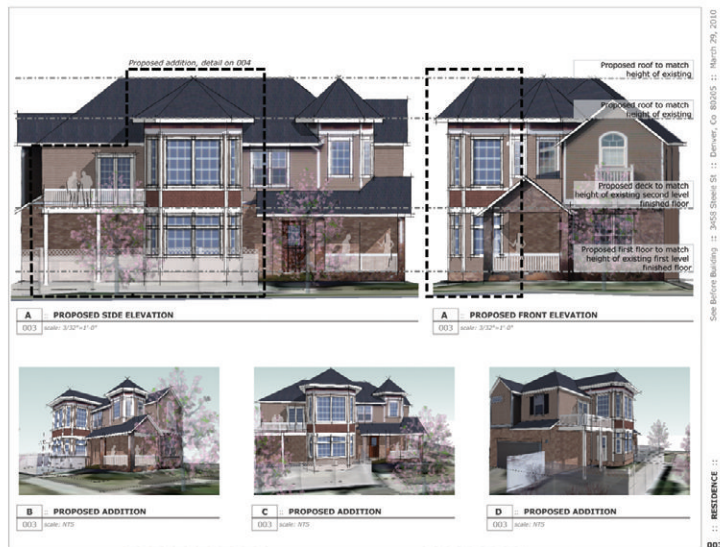 Proposed addition, detail on 004
Proposed roof to match
height of existing
Proposed roof to match
height of existing
Proposed deck to match
height of existing second level
finished floor
Proposed first floor to match
height of existing first level
finished floor
A :: PROPOSED SIDE ELEVATION
003 scale: 3/32"=1'-0"
A :: PROPOSED FRONT ELEVATION
003 scale: 3/32"=1'-0"
B :: PROPOSED ADDITION
003 scale: NTS
C :: PROPOSED ADDITION
003 scale: NTS
D :: PROPOSED ADDITION
003 scale: NTS
See Before Building :: 3458 Steele St :: Denver, Co 80205 :: March 29, 2010
:: RESIDENCE ::